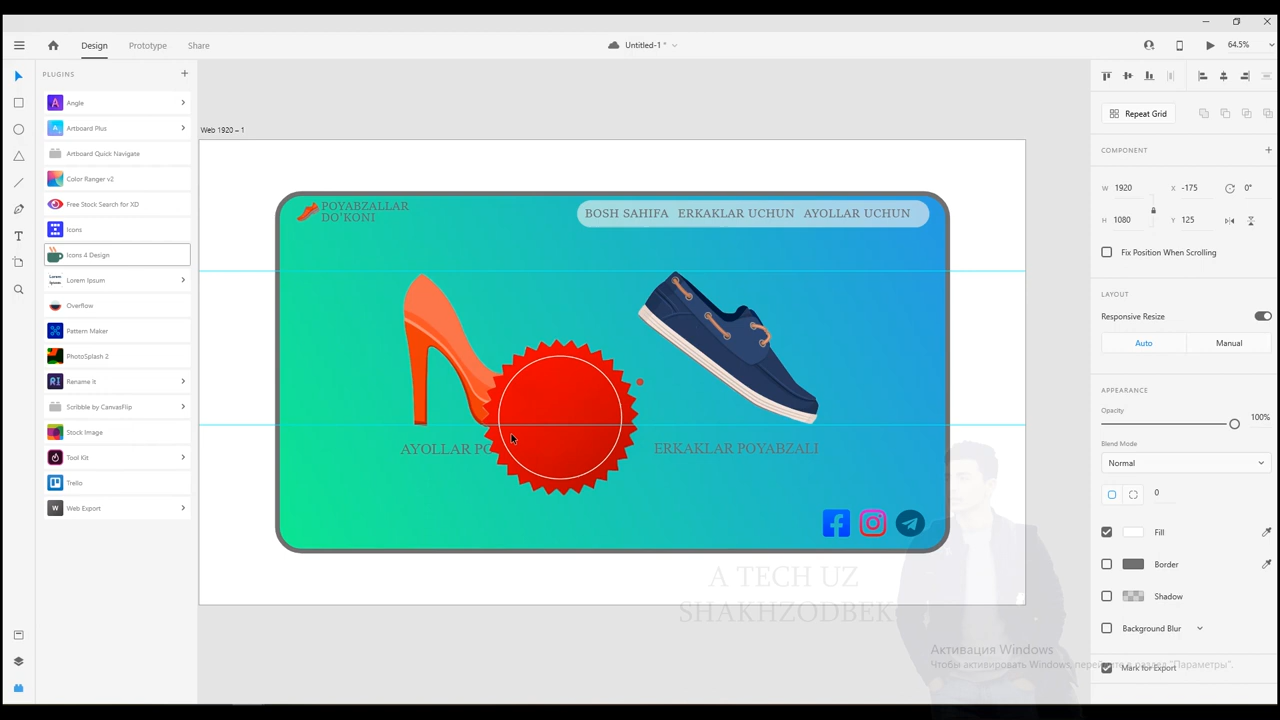 Design
Prototype
Share
Untitled-1 *
64.5%
PLUGINS
Angle
Artboard Plus
Artboard Quick Navigate
Color Ranger v2
Free Stock Search for XD
Icons
Icons 4 Design
Lorem Ipsum
Overflow
Pattern Maker
PhotoSplash 2
Rename It
Scribble by CanvasFlip
Stock Image
Tool Kit
Trello
Web Export
Web 1920 – 1
POYABZALLAR
DO'KONI
BOSH SAHIFA ERKAKLAR UCHUN AYOLLAR UCHUN
AYOLLAR PO
ERKAKLAR POYABZALI
A TECH UZ
SHAKHZODBEK
Repeat Grid
COMPONENT
W 1920 X -175 0°
H 1080 Y 125
Fix Position When Scrolling
LAYOUT
Responsive Resize
Auto Manual
APPEARANCE
Opacity
100%
Blend Mode
Normal
0
Fill
Border
Shadow
Background Blur
Mark for Export
Активация Windows
Чтобы активировать Windows, перейдите в раздел "Параметры".